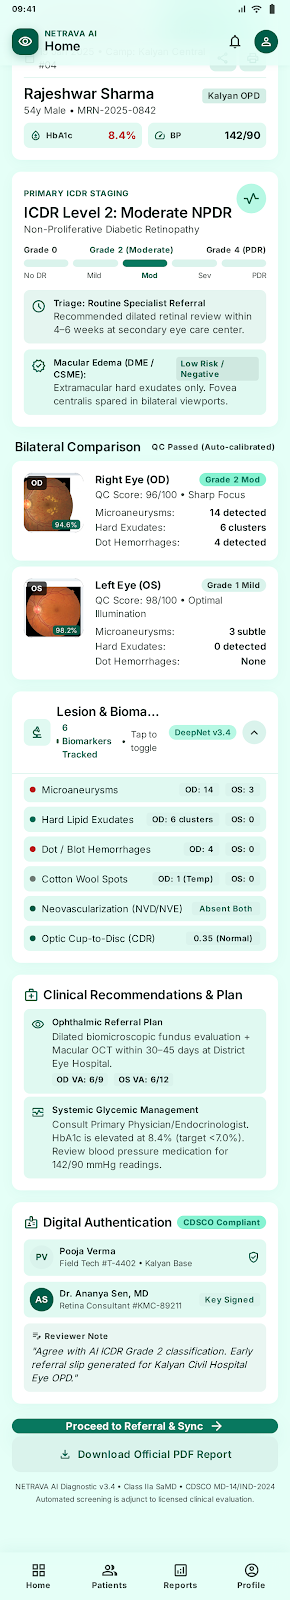 09:41
NETRAVA AI
Home
#04
Rajeshwar Sharma
Kalyan OPD
54y Male • MRN-2025-0842
HbA1c
8.4%
BP
142/90
PRIMARY ICDR STAGING
ICDR Level 2: Moderate NPDR
Non-Proliferative Diabetic Retinopathy
Grade 0
Grade 2 (Moderate)
Grade 4 (PDR)
No DR
Mild
Mod
Sev
PDR
Triage: Routine Specialist Referral
Recommended dilated retinal review within
4–6 weeks at secondary eye care center.
Macular Edema (DME /
CSME):
Low Risk /
Negative
Extramacular hard exudates only. Fovea
centralis spared in bilateral viewports.
Bilateral Comparison
QC Passed (Auto-calibrated)
OD
94.6%
Right Eye (OD)
Grade 2 Mod
QC Score: 96/100 • Sharp Focus
Microaneurysms:
14 detected
Hard Exudates:
6 clusters
Dot Hemorrhages:
4 detected
OS
98.2%
Left Eye (OS)
Grade 1 Mild
QC Score: 98/100 • Optimal
Illumination
Microaneurysms:
3 subtle
Hard Exudates:
0 detected
Dot Hemorrhages:
None
Lesion & Bioma...
6
Biomarkers
Tracked
• Tap to
toggle
DeepNet v3.4
Microaneurysms
OD: 14
OS: 3
Hard Lipid Exudates
OD: 6 clusters
OS: 0
Dot / Blot Hemorrhages
OD: 4
OS: 0
Cotton Wool Spots
OD: 1 (Temp)
OS: 0
Neovascularization (NVD/NVE)
Absent Both
Optic Cup-to-Disc (CDR)
0.35 (Normal)
Clinical Recommendations & Plan
Ophthalmic Referral Plan
Dilated biomicroscopic fundus evaluation +
Macular OCT within 30–45 days at District
Eye Hospital.
OD VA: 6/9
OS VA: 6/12
Systemic Glycemic Management
Consult Primary Physician/Endocrinologist.
HbA1c is elevated at 8.4% (target <7.0%).
Review blood pressure medication for
142/90 mmHg readings.
Digital Authentication
CDSCO Compliant
PV
Pooja Verma
Field Tech #T-4402 • Kalyan Base
AS
Dr. Ananya Sen, MD
Retina Consultant #KMC-89211
Key Signed
Reviewer Note
"Agree with AI ICDR Grade 2 classification. Early
referral slip generated for Kalyan Civil Hospital
Eye OPD."
Proceed to Referral & Sync
Download Official PDF Report
NETRAVA AI Diagnostic v3.4 • Class IIa SaMD • CDSCO MD-14/IND-2024
Automated screening is adjunct to licensed clinical evaluation.
Home
Patients
Reports
Profile